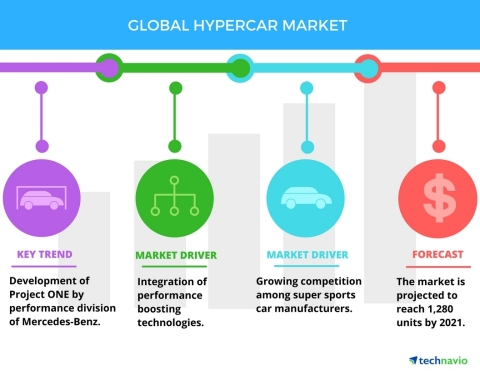 GLOBAL HYPERCAR MARKET
KEY TREND
Development of
Project ONE by
performance division
of Mercedes-Benz.
MARKET DRIVER
Integration of
performance
boosting
technologies.
MARKET DRIVER
Growing competition
among super sports
car manufacturers.
FORECAST
The market is
projected to
reach 1,280
units by 2021.
technavio